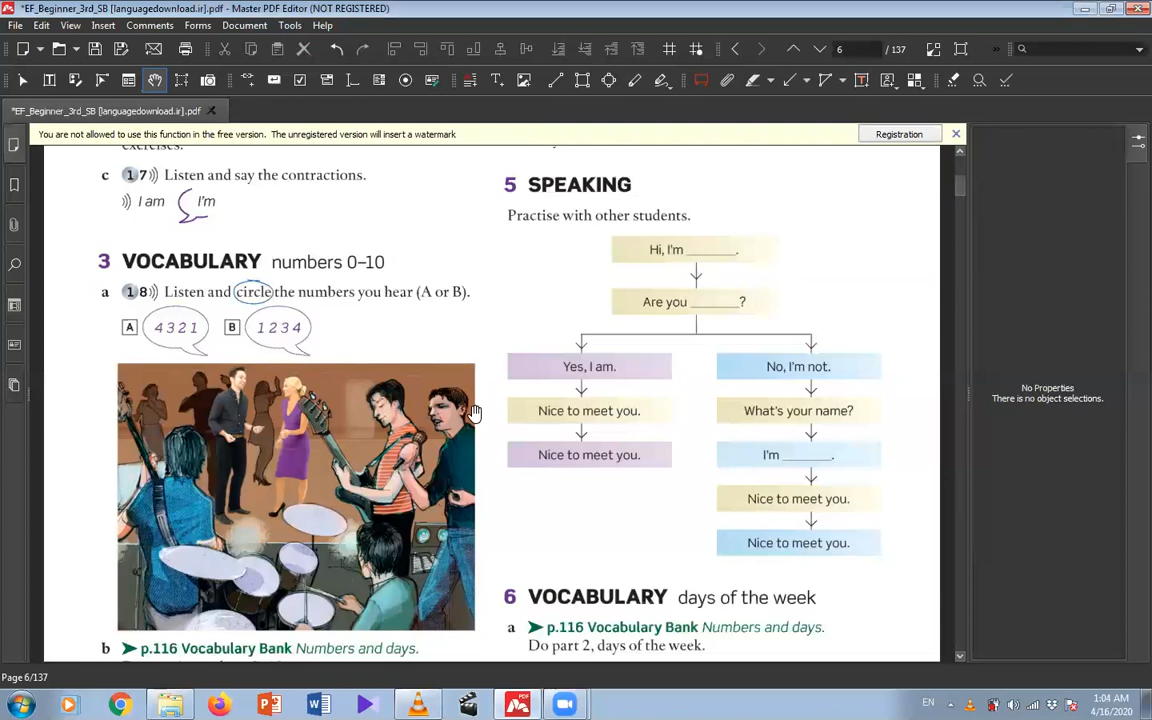 *EF_Beginner_3rd_SB [languagedownload.ir].pdf - Master PDF Editor (NOT REGISTERED)
File Edit View Insert Comments Forms Document Tools Help
6 / 137
*EF_Beginner_3rd_SB [languagedownload.ir].pdf
You are not allowed to use this function in the free version. The unregistered version will insert a watermark
Registration
exercises.
c 1 7 Listen and say the contractions.
I am I'm
3 VOCABULARY numbers 0–10
a 1 8 Listen and circle the numbers you hear (A or B).
A 4 3 2 1 B 1 2 3 4
b p.116 Vocabulary Bank Numbers and days.
5 SPEAKING
Practise with other students.
Hi, I'm ______.
Are you ______?
Yes, I am. No, I'm not.
Nice to meet you. What's your name?
Nice to meet you. I'm ______.
Nice to meet you.
Nice to meet you.
6 VOCABULARY days of the week
a p.116 Vocabulary Bank Numbers and days.
Do part 2, days of the week.
No Properties
There is no object selections.
Page 6/137
EN
1:04 AM
4/16/2020